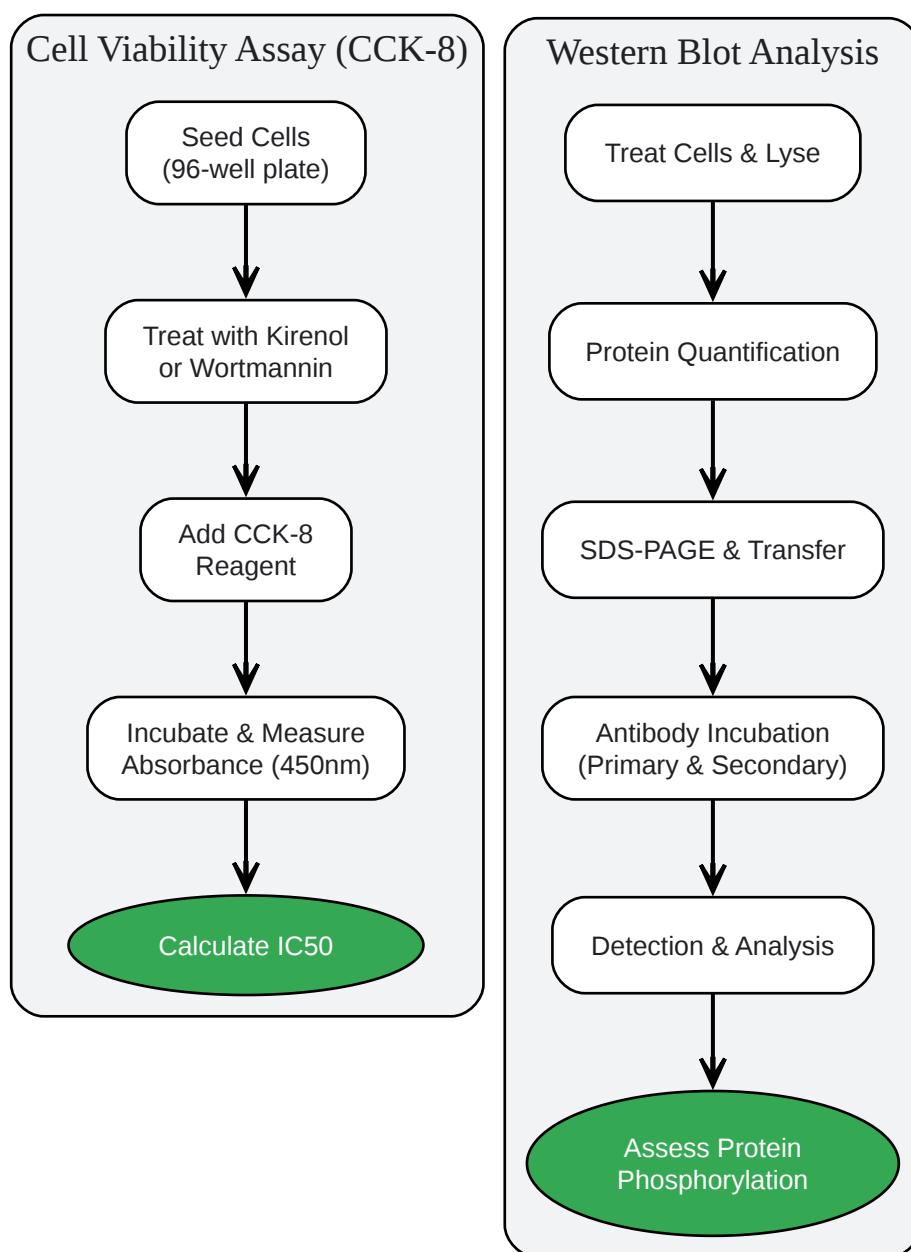 Cell Viability Assay (CCK-8)
Seed Cells
(96-well plate)
Treat with Kirenol
or Wortmannin
Add CCK-8
Reagent
Incubate & Measure
Absorbance (450nm)
Calculate IC50
Western Blot Analysis
Treat Cells & Lyse
Protein Quantification
SDS-PAGE & Transfer
Antibody Incubation
(Primary & Secondary)
Detection & Analysis
Assess Protein
Phosphorylation